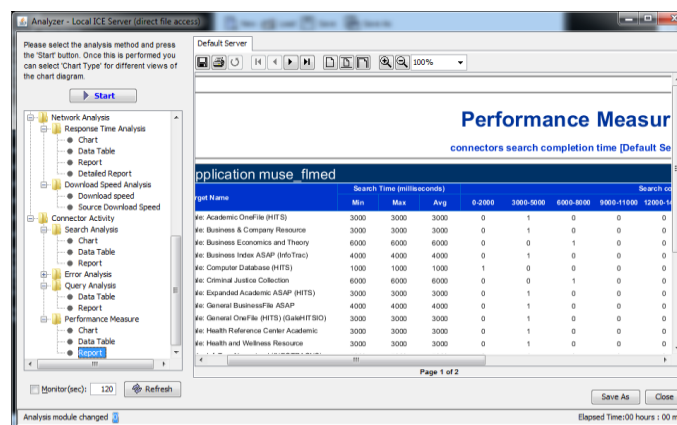 Analyzer - Local ICE Server (direct file access)
Please select the analysis method and press
the 'Start' button. Once this is performed you
can select 'Chart Type' for different views of
the chart diagram.
Start
Network Analysis
Response Time Analysis
Chart
Data Table
Report
Detailed Report
Download Speed Analysis
Download speed
Source Download Speed
Connector Activity
Search Analysis
Chart
Data Table
Report
Error Analysis
Query Analysis
Data Table
Report
Performance Measure
Chart
Data Table
Report
Monitor(sec): 120 Refresh
Default Server
100%
Performance Measur
connectors search completion time [Default Se
pplication muse_flmed
Search Time (milliseconds) Search co
rget Name Min Max Avg 0-2000 3000-5000 6000-8000 9000-11000 12000-14
le: Academic OneFile (HITS) 3000 3000 3000 0 1 0 0 0
le: Business & Company Resource 3000 3000 3000 0 1 0 0 0
le: Business Economics and Theory 6000 6000 6000 0 0 1 0 0
le: Business Index ASAP (InfoTrac) 4000 4000 4000 0 1 0 0 0
le: Computer Database (HITS) 1000 1000 1000 1 0 0 0 0
le: Criminal Justice Collection 6000 6000 6000 0 0 1 0 0
le: Expanded Academic ASAP (HITS) 3000 3000 3000 0 1 0 0 0
le: General BusinessFile ASAP 4000 4000 4000 0 1 0 0 0
le: General OneFile (HITS) (GaleHITSIO) 3000 3000 3000 0 1 0 0 0
le: Health Reference Center Academic 3000 3000 3000 0 1 0 0 0
le: Health and Wellness Resource 3000 3000 3000 0 1 0 0 0
Page 1 of 2
Save As Close
Analysis module changed Elapsed Time:00 hours : 00 m